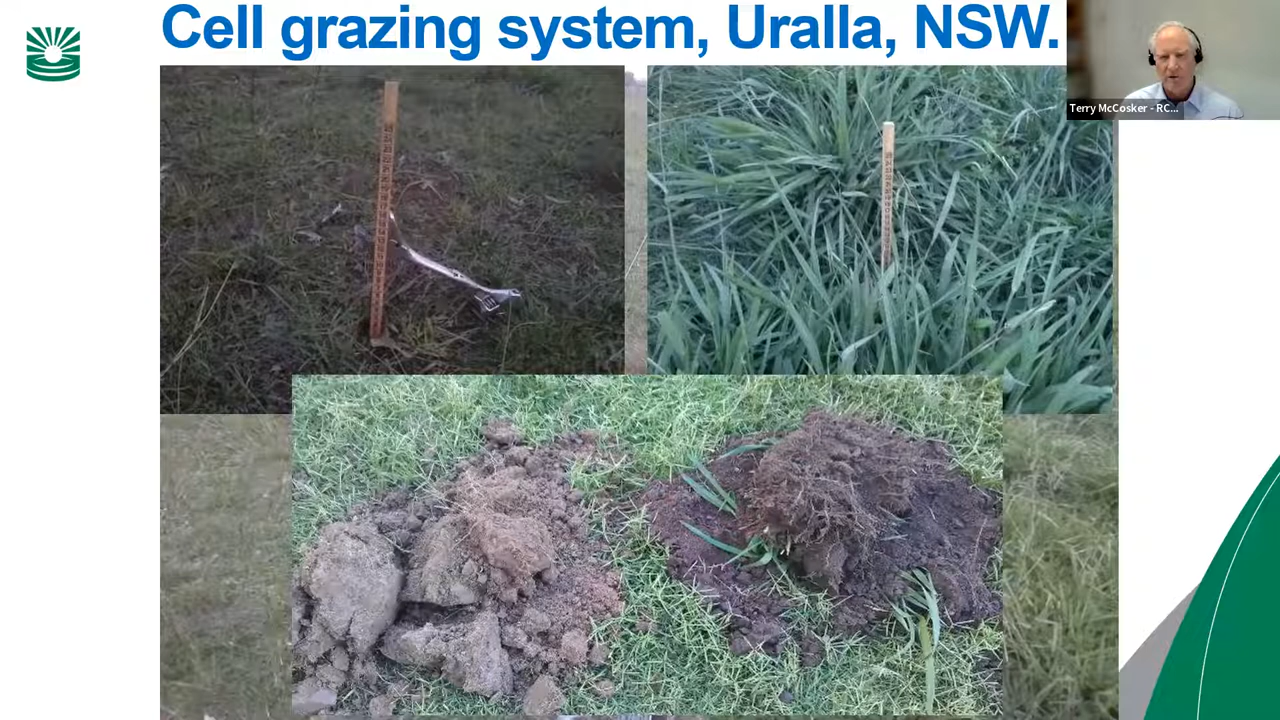 Cell grazing system, Uralla, NSW.
Terry McCosker - RC...